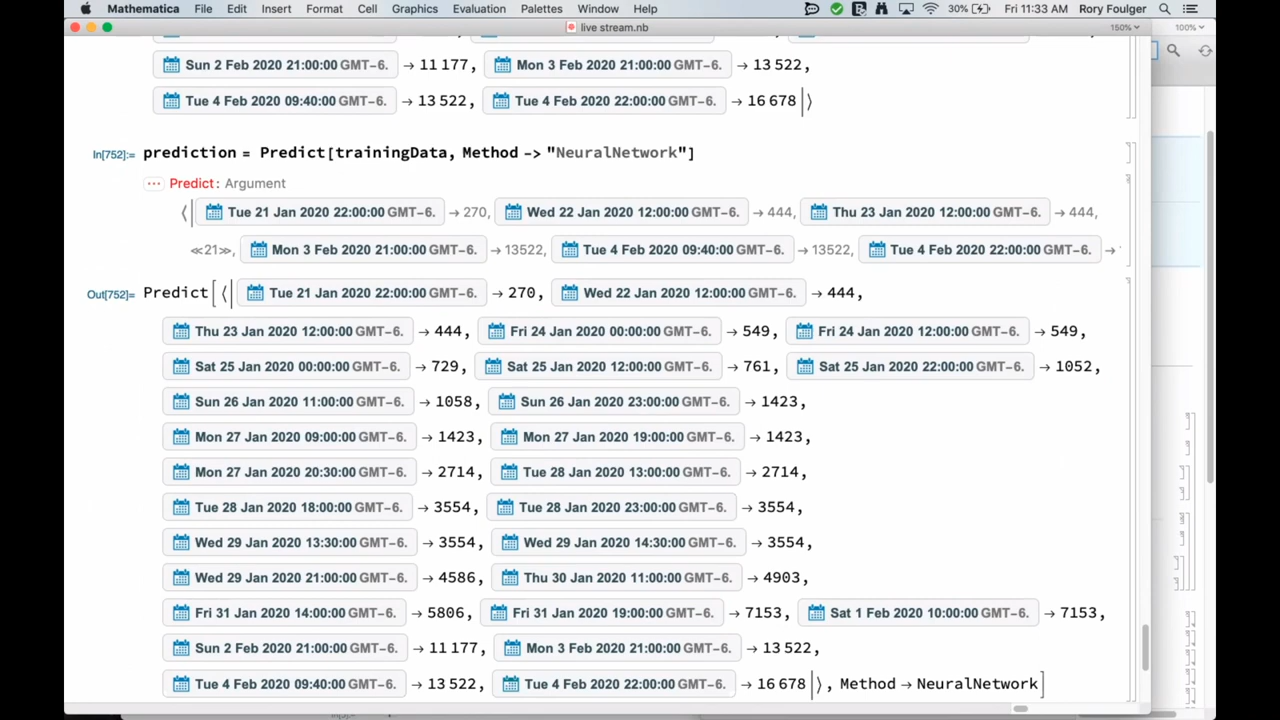 Mathematica File Edit Insert Format Cell Graphics Evaluation Palettes Window Help 30% Fri 11:33 AM Rory Foulger
live stream.nb 150% 100%
Sun 2 Feb 2020 21:00:00 GMT-6. → 11 177, Mon 3 Feb 2020 21:00:00 GMT-6. → 13 522,
Tue 4 Feb 2020 09:40:00 GMT-6. → 13 522, Tue 4 Feb 2020 22:00:00 GMT-6. → 16 678 |⟩
In[752]:= prediction = Predict[trainingData, Method -> "NeuralNetwork"]
··· Predict: Argument
⟨| Tue 21 Jan 2020 22:00:00 GMT-6. → 270, Wed 22 Jan 2020 12:00:00 GMT-6. → 444, Thu 23 Jan 2020 12:00:00 GMT-6. → 444,
≪21≫, Mon 3 Feb 2020 21:00:00 GMT-6. → 13522, Tue 4 Feb 2020 09:40:00 GMT-6. → 13522, Tue 4 Feb 2020 22:00:00 GMT-6. →
Out[752]= Predict[⟨| Tue 21 Jan 2020 22:00:00 GMT-6. → 270, Wed 22 Jan 2020 12:00:00 GMT-6. → 444,
Thu 23 Jan 2020 12:00:00 GMT-6. → 444, Fri 24 Jan 2020 00:00:00 GMT-6. → 549, Fri 24 Jan 2020 12:00:00 GMT-6. → 549,
Sat 25 Jan 2020 00:00:00 GMT-6. → 729, Sat 25 Jan 2020 12:00:00 GMT-6. → 761, Sat 25 Jan 2020 22:00:00 GMT-6. → 1052,
Sun 26 Jan 2020 11:00:00 GMT-6. → 1058, Sun 26 Jan 2020 23:00:00 GMT-6. → 1423,
Mon 27 Jan 2020 09:00:00 GMT-6. → 1423, Mon 27 Jan 2020 19:00:00 GMT-6. → 1423,
Mon 27 Jan 2020 20:30:00 GMT-6. → 2714, Tue 28 Jan 2020 13:00:00 GMT-6. → 2714,
Tue 28 Jan 2020 18:00:00 GMT-6. → 3554, Tue 28 Jan 2020 23:00:00 GMT-6. → 3554,
Wed 29 Jan 2020 13:30:00 GMT-6. → 3554, Wed 29 Jan 2020 14:30:00 GMT-6. → 3554,
Wed 29 Jan 2020 21:00:00 GMT-6. → 4586, Thu 30 Jan 2020 11:00:00 GMT-6. → 4903,
Fri 31 Jan 2020 14:00:00 GMT-6. → 5806, Fri 31 Jan 2020 19:00:00 GMT-6. → 7153, Sat 1 Feb 2020 10:00:00 GMT-6. → 7153,
Sun 2 Feb 2020 21:00:00 GMT-6. → 11 177, Mon 3 Feb 2020 21:00:00 GMT-6. → 13 522,
Tue 4 Feb 2020 09:40:00 GMT-6. → 13 522, Tue 4 Feb 2020 22:00:00 GMT-6. → 16 678 |⟩, Method → NeuralNetwork]